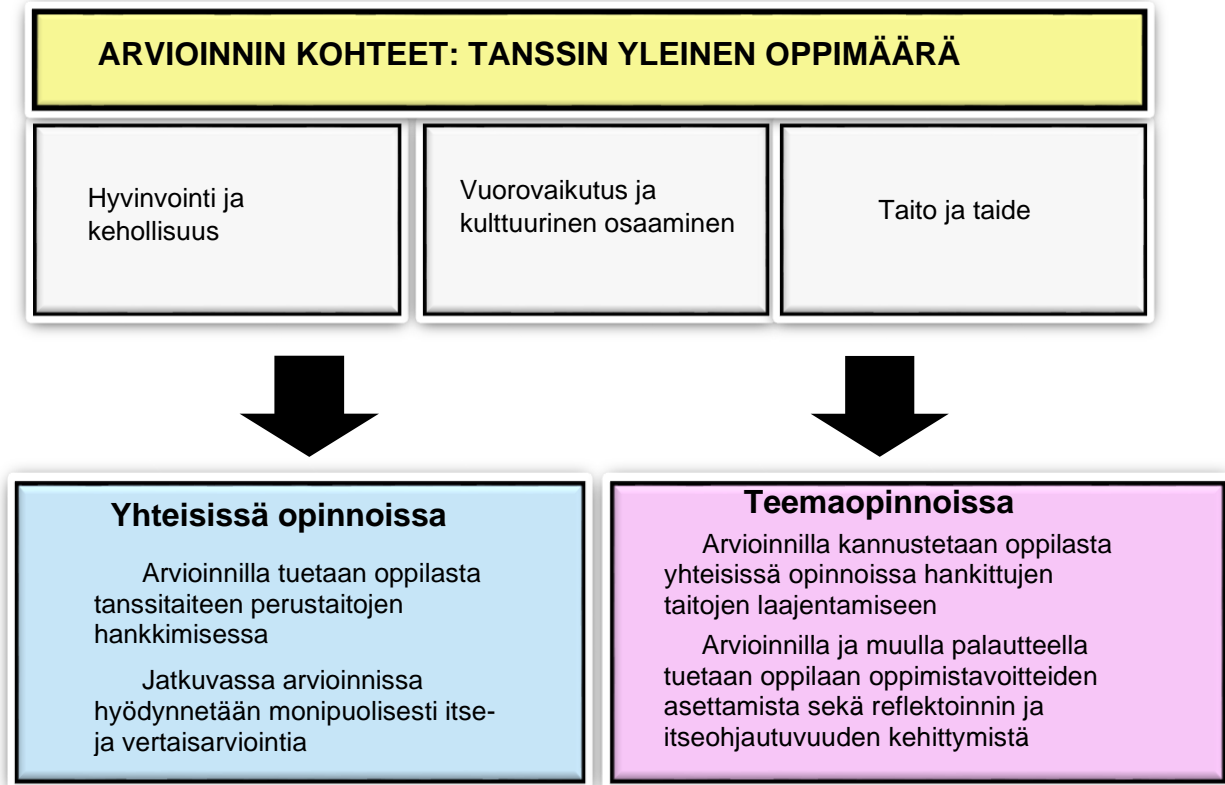 ARVIOINNIN KOHTEET: TANSSIN YLEINEN OPPIMÄÄRÄ
Hyvinvointi ja
kehollisuus
Vuorovaikutus ja
kulttuurinen osaaminen
Taito ja taide
Yhteisissä opinnoissa
Arvioinnilla tuetaan oppilasta
tanssitaiteen perustaitojen
hankkimisessa
Jatkuvassa arvioinnissa
hyödynnetään monipuolisesti itse-
ja vertaisarviointia
Teemaopinnoissa
Arvioinnilla kannustetaan oppilasta
yhteisissä opinnoissa hankittujen
taitojen laajentamiseen
Arvioinnilla ja muulla palautteella
tuetaan oppilaan oppimistavoitteiden
asettamista sekä reflektoinnin ja
itseohjautuvuuden kehittymistä